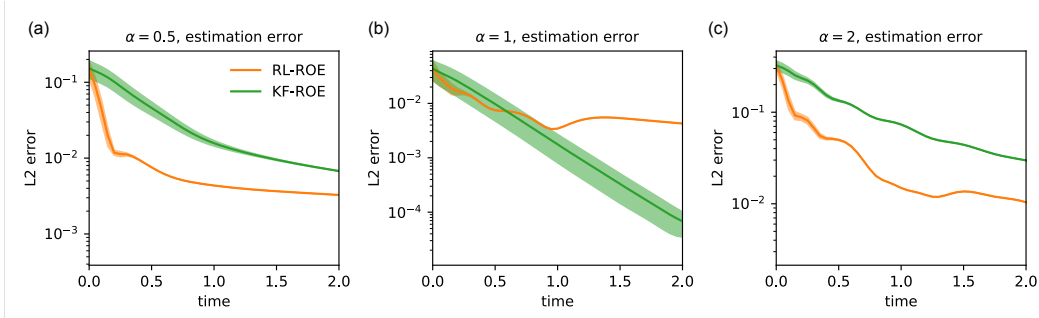 (a)
α = 0.5, estimation error
L2 error
10⁻¹
10⁻²
10⁻³
RL-ROE
KF-ROE
0.0 0.5 1.0 1.5 2.0
time
(b)
α = 1, estimation error
L2 error
10⁻²
10⁻³
10⁻⁴
0.0 0.5 1.0 1.5 2.0
time
(c)
α = 2, estimation error
L2 error
10⁻¹
10⁻²
0.0 0.5 1.0 1.5 2.0
time